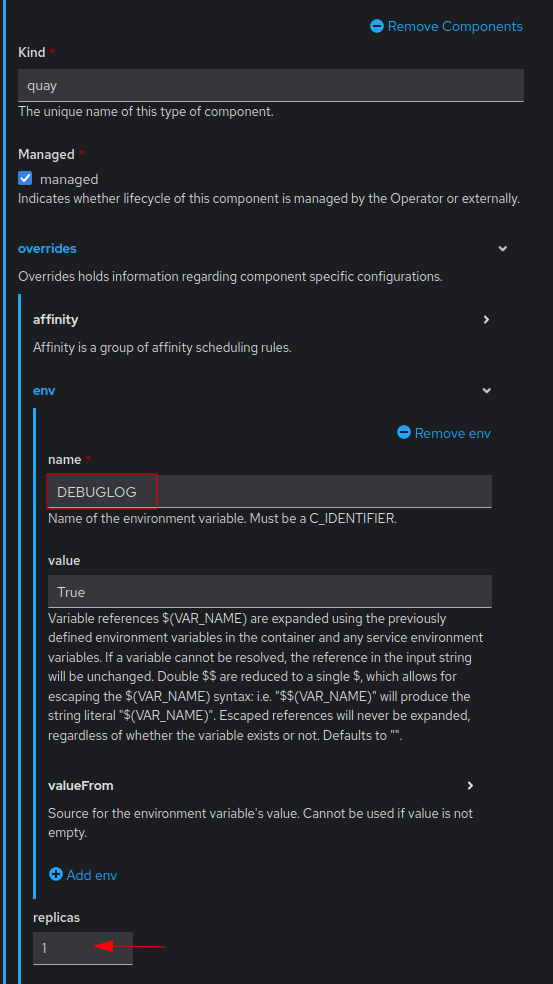 Remove Components
Kind *
quay
The unique name of this type of component.
Managed *
managed
Indicates whether lifecycle of this component is managed by the Operator or externally.
overrides
Overrides holds information regarding component specific configurations.
affinity
Affinity is a group of affinity scheduling rules.
env
Remove env
name *
DEBUGLOG
Name of the environment variable. Must be a C_IDENTIFIER.
value
True
Variable references $(VAR_NAME) are expanded using the previously
defined environment variables in the container and any service environment
variables. If a variable cannot be resolved, the reference in the input string
will be unchanged. Double $$ are reduced to a single $, which allows for
escaping the $(VAR_NAME) syntax: i.e. "$$(VAR_NAME)" will produce the
string literal "$(VAR_NAME)". Escaped references will never be expanded,
regardless of whether the variable exists or not. Defaults to "".
valueFrom
Source for the environment variable's value. Cannot be used if value is not
empty.
Add env
replicas
1